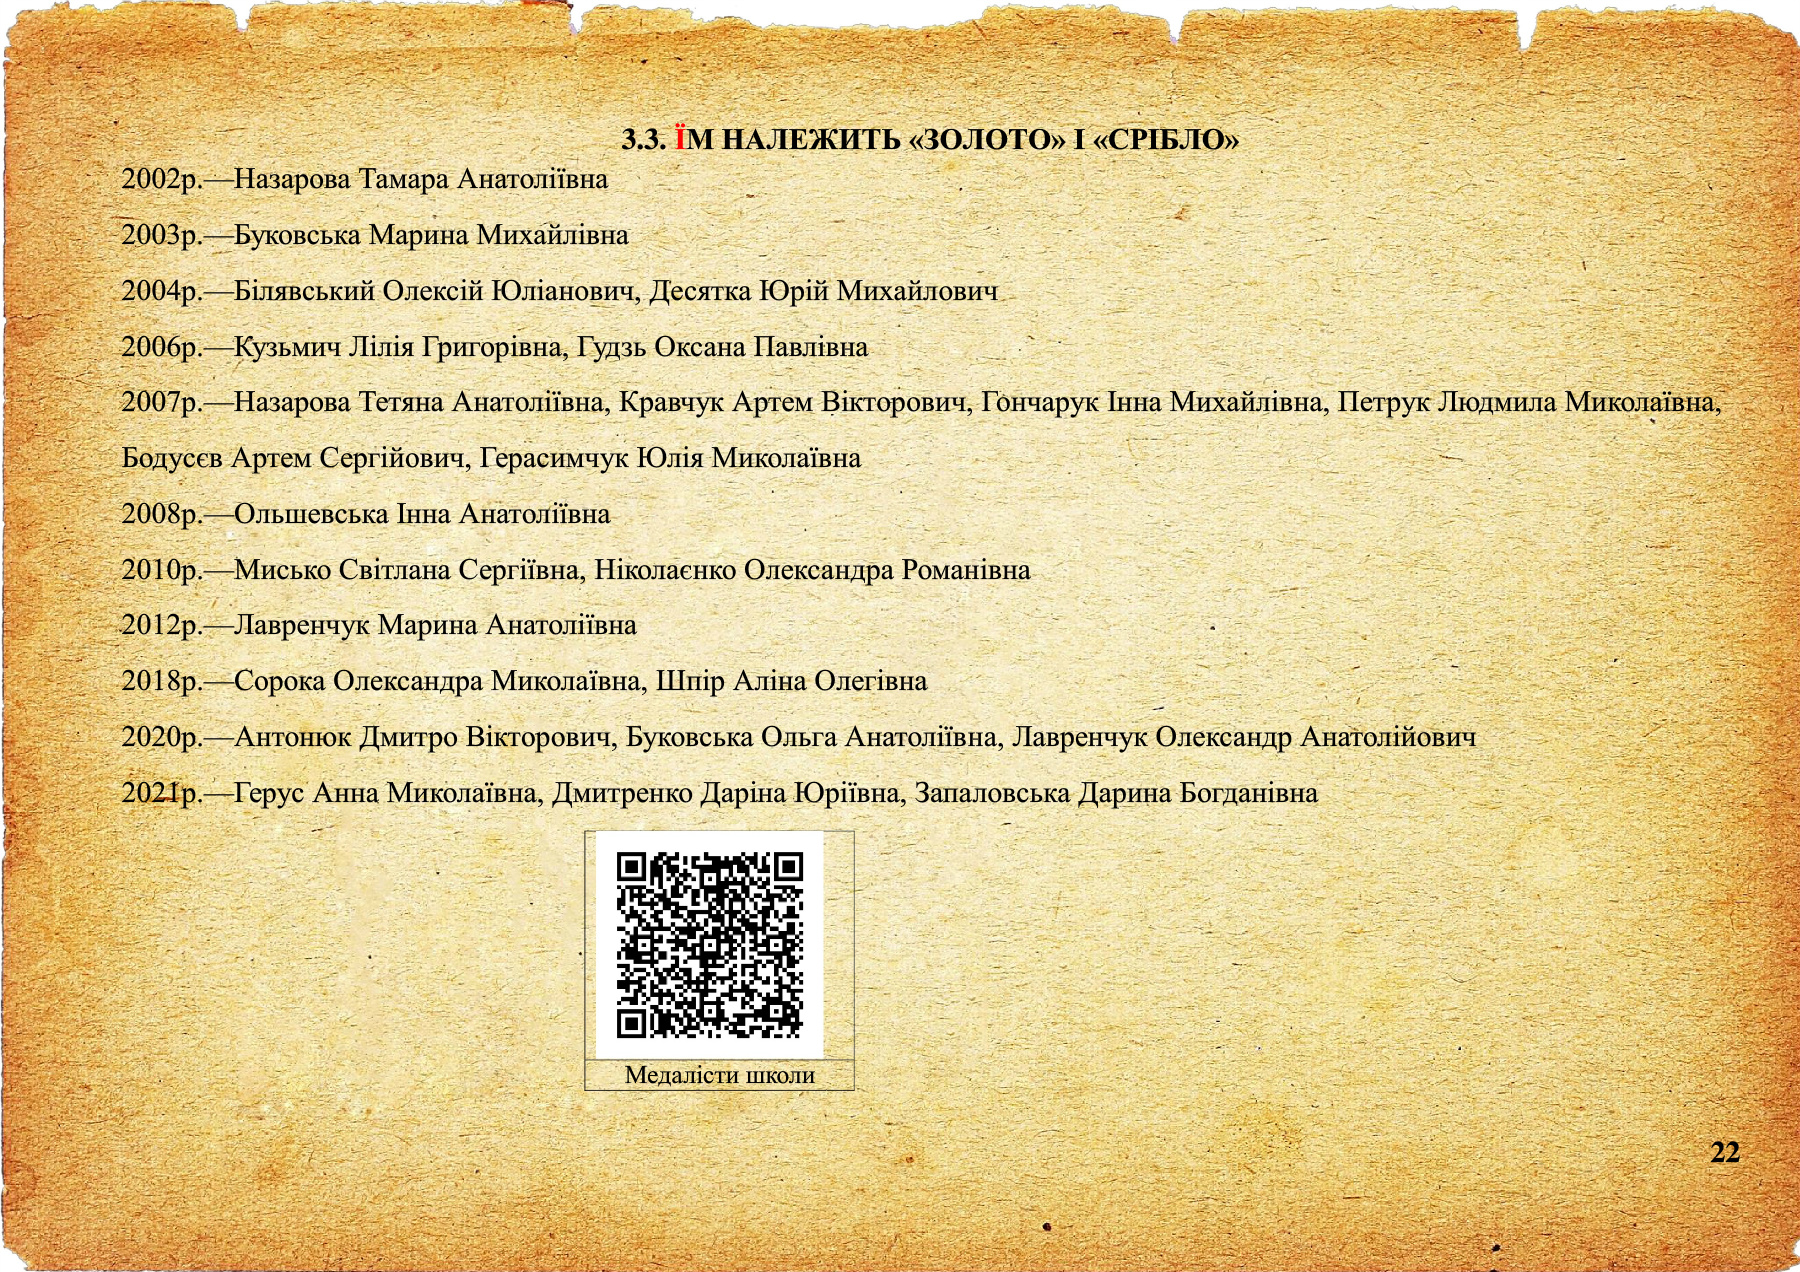 3.3. ЇМ НАЛЕЖИТЬ «ЗОЛОТО» І «СРІБЛО»
2002р.—Назарова Тамара Анатоліївна
2003р.—Буковська Марина Михайлівна
2004р.—Білявський Олексій Юліанович, Десятка Юрій Михайлович
2006р.—Кузьмич Лілія Григорівна, Гудзь Оксана Павлівна
2007р.—Назарова Тетяна Анатоліївна, Кравчук Артем Вікторович, Гончарук Інна Михайлівна, Петрук Людмила Миколаївна,
Бодусєв Артем Сергійович, Герасимчук Юлія Миколаївна
2008р.—Ольшевська Інна Анатоліївна
2010р.—Мисько Світлана Сергіївна, Ніколаєнко Олександра Романівна
2012р.—Лавренчук Марина Анатоліївна
2018р.—Сорока Олександра Миколаївна, Шпір Аліна Олегівна
2020р.—Антонюк Дмитро Вікторович, Буковська Ольга Анатоліївна, Лавренчук Олександр Анатолійович
2021р.—Герус Анна Миколаївна, Дмитренко Даріна Юріївна, Запаловська Дарина Богданівна
Медалісти школи
22